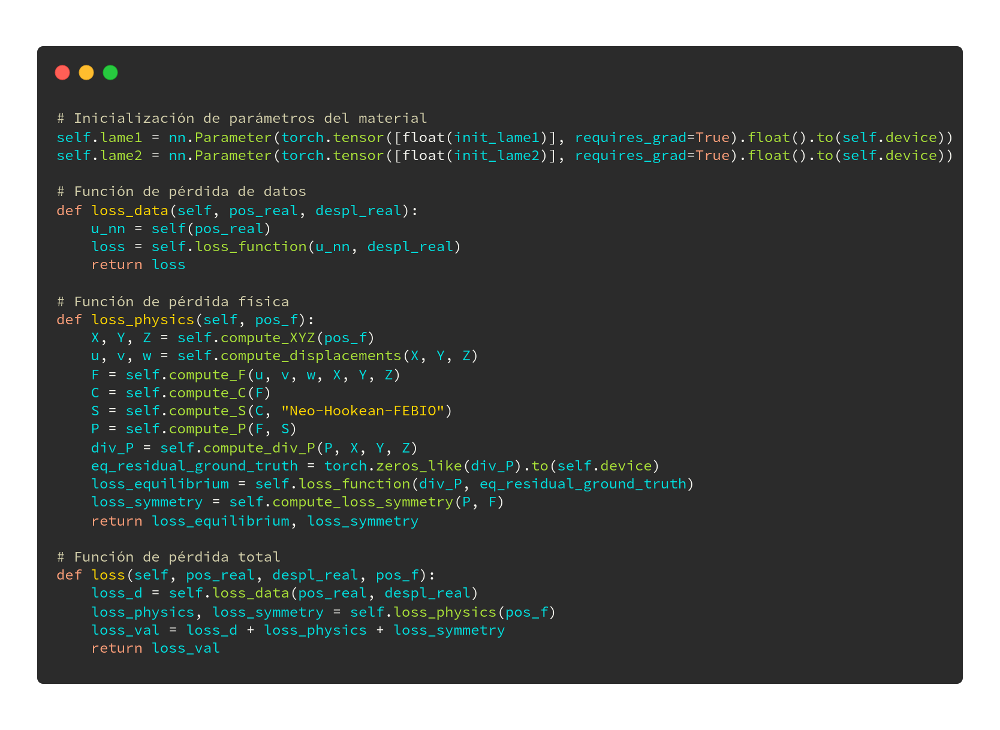 # Inicialización de parámetros del material
self.lame1 = nn.Parameter(torch.tensor([float(init_lame1)], requires_grad=True).float().to(self.device))
self.lame2 = nn.Parameter(torch.tensor([float(init_lame2)], requires_grad=True).float().to(self.device))

# Función de pérdida de datos
def loss_data(self, pos_real, despl_real):
    u_nn = self(pos_real)
    loss = self.loss_function(u_nn, despl_real)
    return loss

# Función de pérdida física
def loss_physics(self, pos_f):
    X, Y, Z = self.compute_XYZ(pos_f)
    u, v, w = self.compute_displacements(X, Y, Z)
    F = self.compute_F(u, v, w, X, Y, Z)
    C = self.compute_C(F)
    S = self.compute_S(C, "Neo-Hookean-FEBIO")
    P = self.compute_P(F, S)
    div_P = self.compute_div_P(P, X, Y, Z)
    eq_residual_ground_truth = torch.zeros_like(div_P).to(self.device)
    loss_equilibrium = self.loss_function(div_P, eq_residual_ground_truth)
    loss_symmetry = self.compute_loss_symmetry(P, F)
    return loss_equilibrium, loss_symmetry

# Función de pérdida total
def loss(self, pos_real, despl_real, pos_f):
    loss_d = self.loss_data(pos_real, despl_real)
    loss_physics, loss_symmetry = self.loss_physics(pos_f)
    loss_val = loss_d + loss_physics + loss_symmetry
    return loss_val